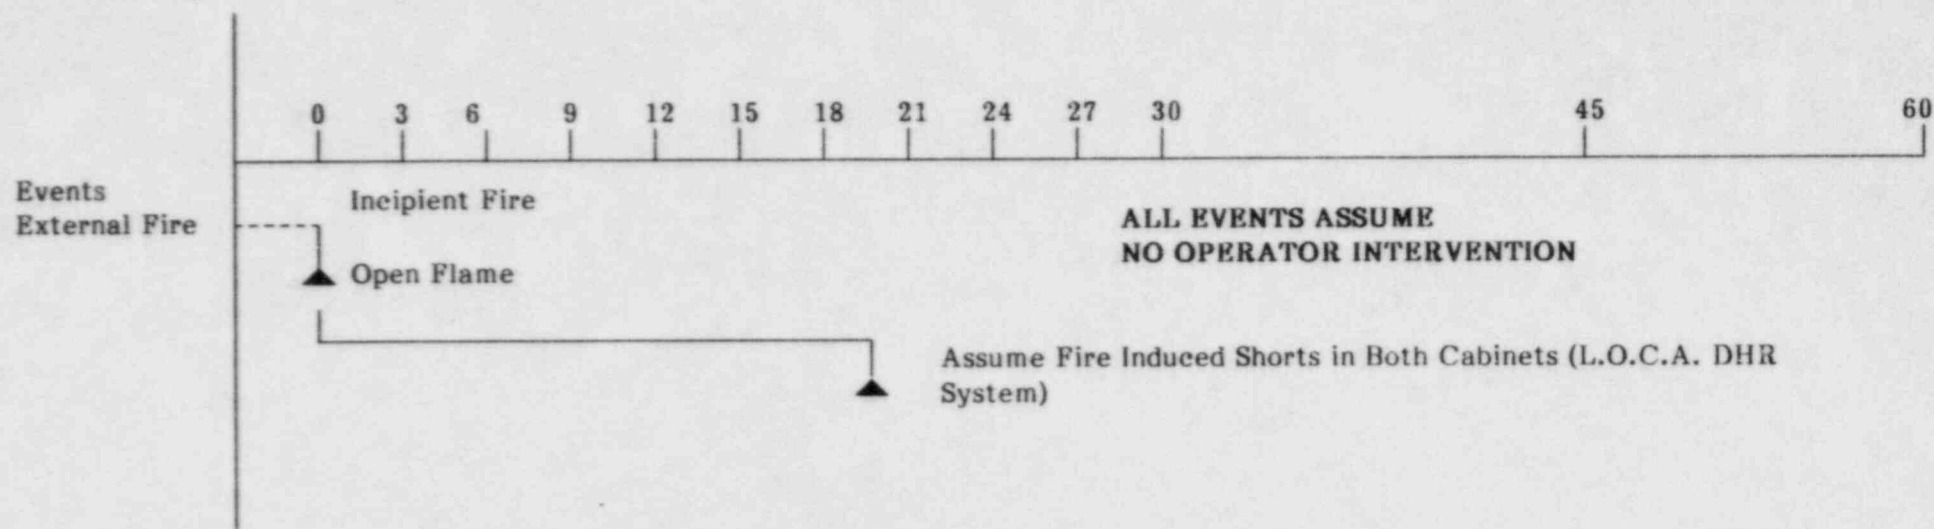 0 3 6 9 12 15 18 21 24 27 30 45 60
Events
External Fire
Incipient Fire
Open Flame
ALL EVENTS ASSUME
NO OPERATOR INTERVENTION
Assume Fire Induced Shorts in Both Cabinets (L.O.C.A. DHR
System)